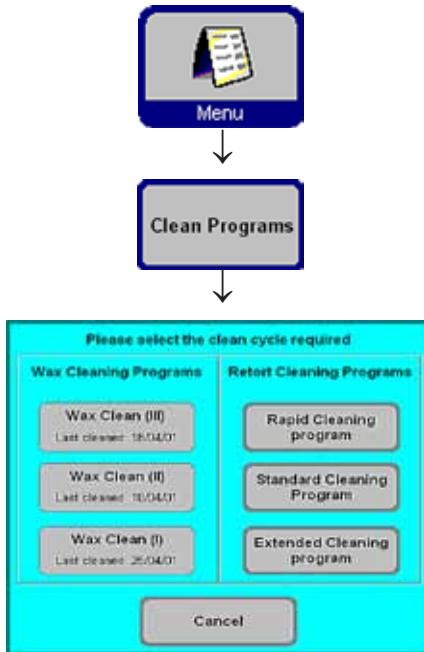 Menu
Clean Programs
Please select the clean cycle required
Wax Cleaning Programs
Wax Clean (III)
Last cleaned: 18/04/01
Wax Clean (II)
Last cleaned: 18/04/01
Wax Clean (I)
Last cleaned: 25/04/01
Retort Cleaning Programs
Rapid Cleaning
program
Standard Cleaning
Program
Extended Cleaning
program
Cancel